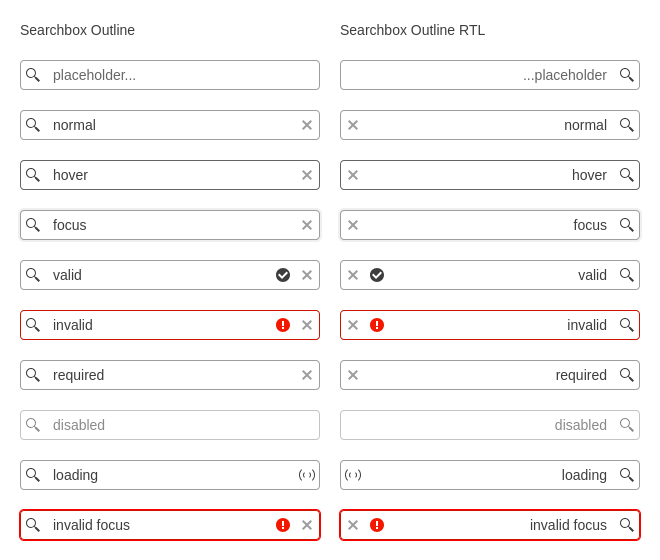 Searchbox Outline
placeholder...
normal
hover
focus
valid
invalid
required
disabled
loading
invalid focus
Searchbox Outline RTL
...placeholder
normal
hover
focus
valid
invalid
required
disabled
loading
invalid focus